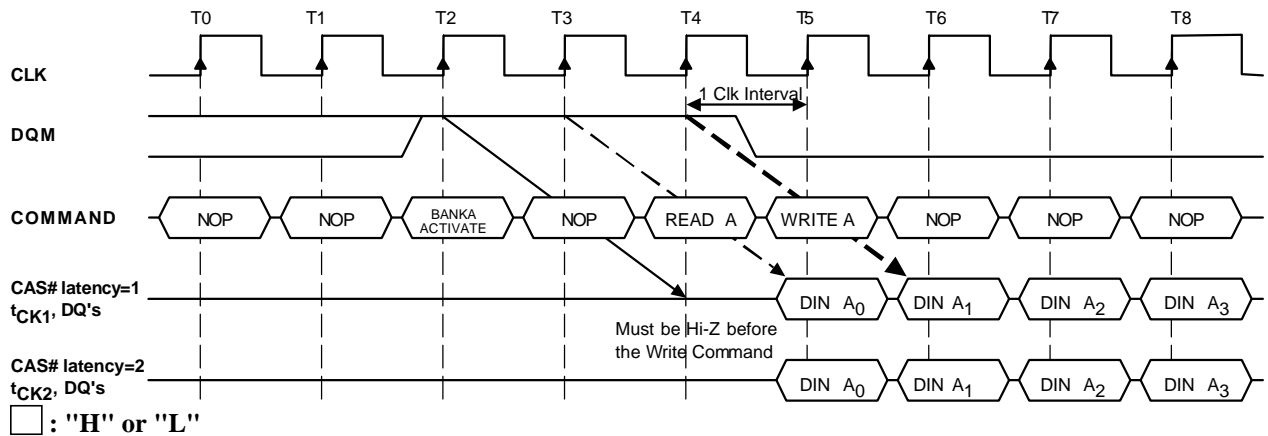 T0 T1 T2 T3 T4 T5 T6 T7 T8
CLK
1 Clk Interval
DQM
COMMAND NOP NOP BANKA ACTIVATE NOP READ A WRITE A NOP NOP NOP
CAS# latency=1
tCK1, DQ's
DIN A0 DIN A1 DIN A2 DIN A3
Must be Hi-Z before
the Write Command
CAS# latency=2
tCK2, DQ's
DIN A0 DIN A1 DIN A2 DIN A3
: "H" or "L"